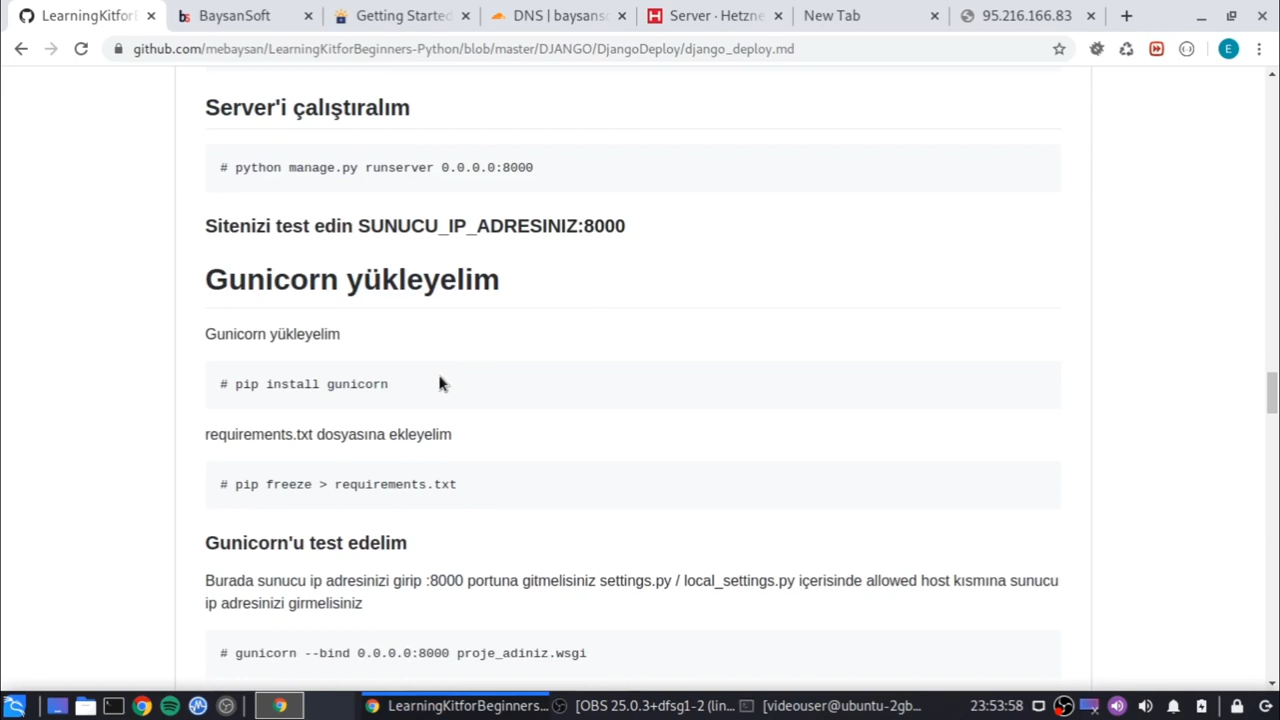 LearningKitforB
BaysanSoft
Getting Started
DNS | baysanso
Server · Hetzne
New Tab
95.216.166.83
github.com/mebaysan/LearningKitforBeginners-Python/blob/master/DJANGO/DjangoDeploy/django_deploy.md
E
Server'i çalıştıralım
# python manage.py runserver 0.0.0.0:8000
Sitenizi test edin SUNUCU_IP_ADRESINIZ:8000
Gunicorn yükleyelim
Gunicorn yükleyelim
# pip install gunicorn
requirements.txt dosyasına ekleyelim
# pip freeze > requirements.txt
Gunicorn'u test edelim
Burada sunucu ip adresinizi girip :8000 portuna gitmelisiniz settings.py / local_settings.py içerisinde allowed host kısmına sunucu
ip adresinizi girmelisiniz
# gunicorn --bind 0.0.0.0:8000 proje_adiniz.wsgi
LearningKitforBeginners...
[OBS 25.0.3+dfsg1-2 (lin...
[videouser@ubuntu-2gb...
23:53:58